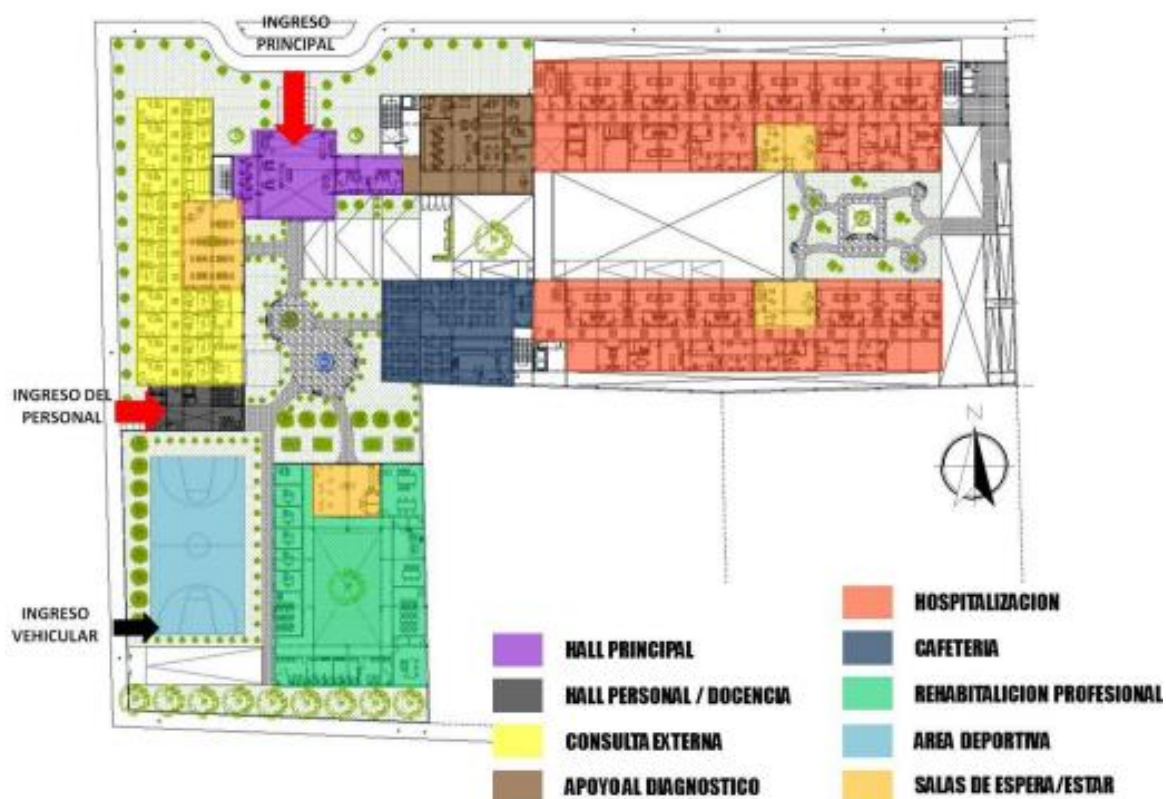 INGRESO
PRINCIPAL
INGRESO DEL
PERSONAL
N
INGRESO
VEHICULAR
HALL PRINCIPAL
HALL PERSONAL / DOCENCIA
CONSULTA EXTERNA
APOYO AL DIAGNOSTICO
HOSPITALIZACION
CAFETERIA
REHABITALICION PROFESIONAL
AREA DEPORTIVA
SALAS DE ESPERA/ESTAR